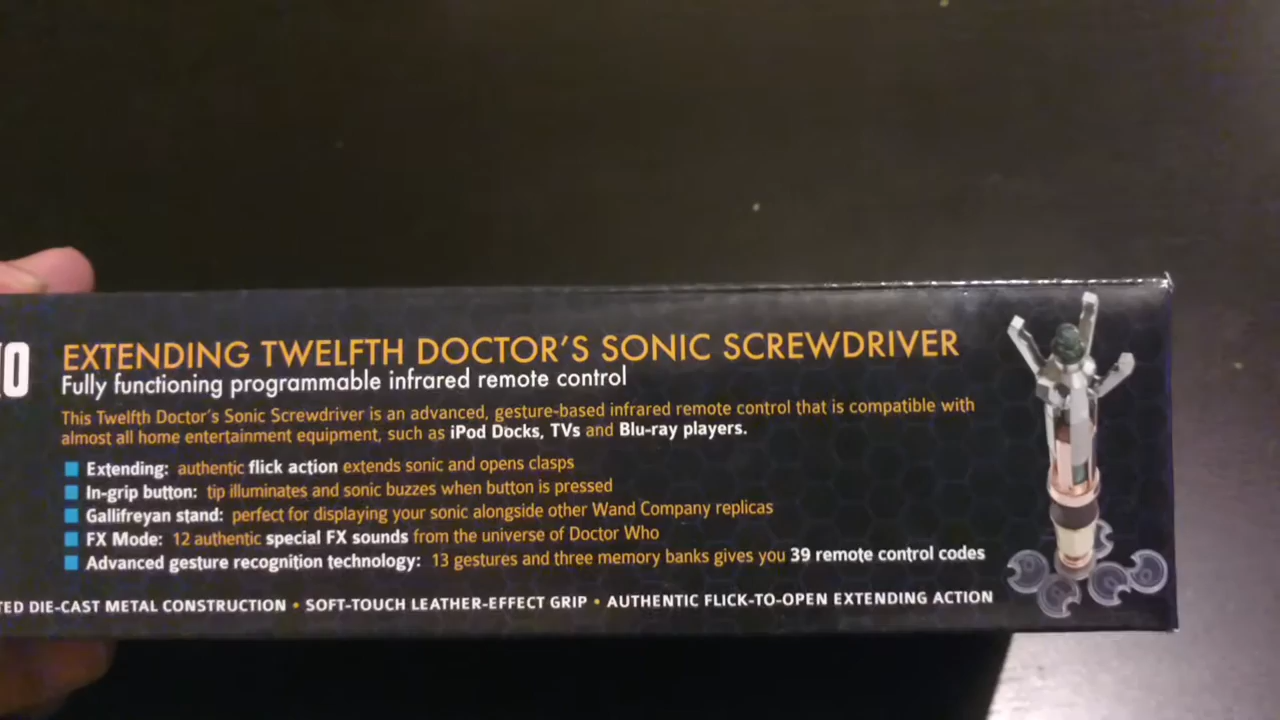 EXTENDING TWELFTH DOCTOR'S SONIC SCREWDRIVER
Fully functioning programmable infrared remote control
This Twelfth Doctor's Sonic Screwdriver is an advanced, gesture-based infrared remote control that is compatible with
almost all home entertainment equipment, such as iPod Docks, TVs and Blu-ray players.
Extending: authentic flick action extends sonic and opens clasps
In-grip button: tip illuminates and sonic buzzes when button is pressed
Gallifreyan stand: perfect for displaying your sonic alongside other Wand Company replicas
FX Mode: 12 authentic special FX sounds from the universe of Doctor Who
Advanced gesture recognition technology: 13 gestures and three memory banks gives you 39 remote control codes
TED DIE-CAST METAL CONSTRUCTION • SOFT-TOUCH LEATHER-EFFECT GRIP • AUTHENTIC FLICK-TO-OPEN EXTENDING ACTION